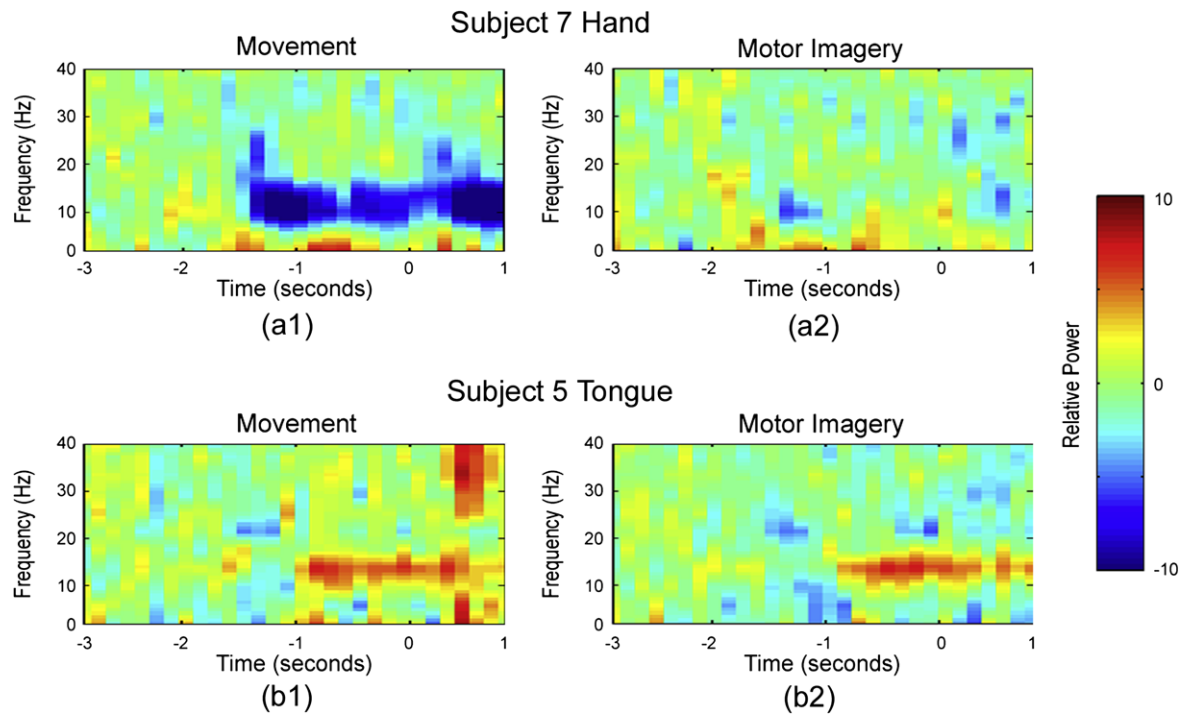 Subject 7 Hand
Movement
Motor Imagery
Frequency (Hz)
40
30
20
10
0
-3
-2
-1
0
1
Time (seconds)
(a1)
Frequency (Hz)
40
30
20
10
0
-3
-2
-1
0
1
Time (seconds)
(a2)
Relative Power
10
0
-10
Subject 5 Tongue
Movement
Motor Imagery
Frequency (Hz)
40
30
20
10
0
-3
-2
-1
0
1
Time (seconds)
(b1)
Frequency (Hz)
40
30
20
10
0
-3
-2
-1
0
1
Time (seconds)
(b2)